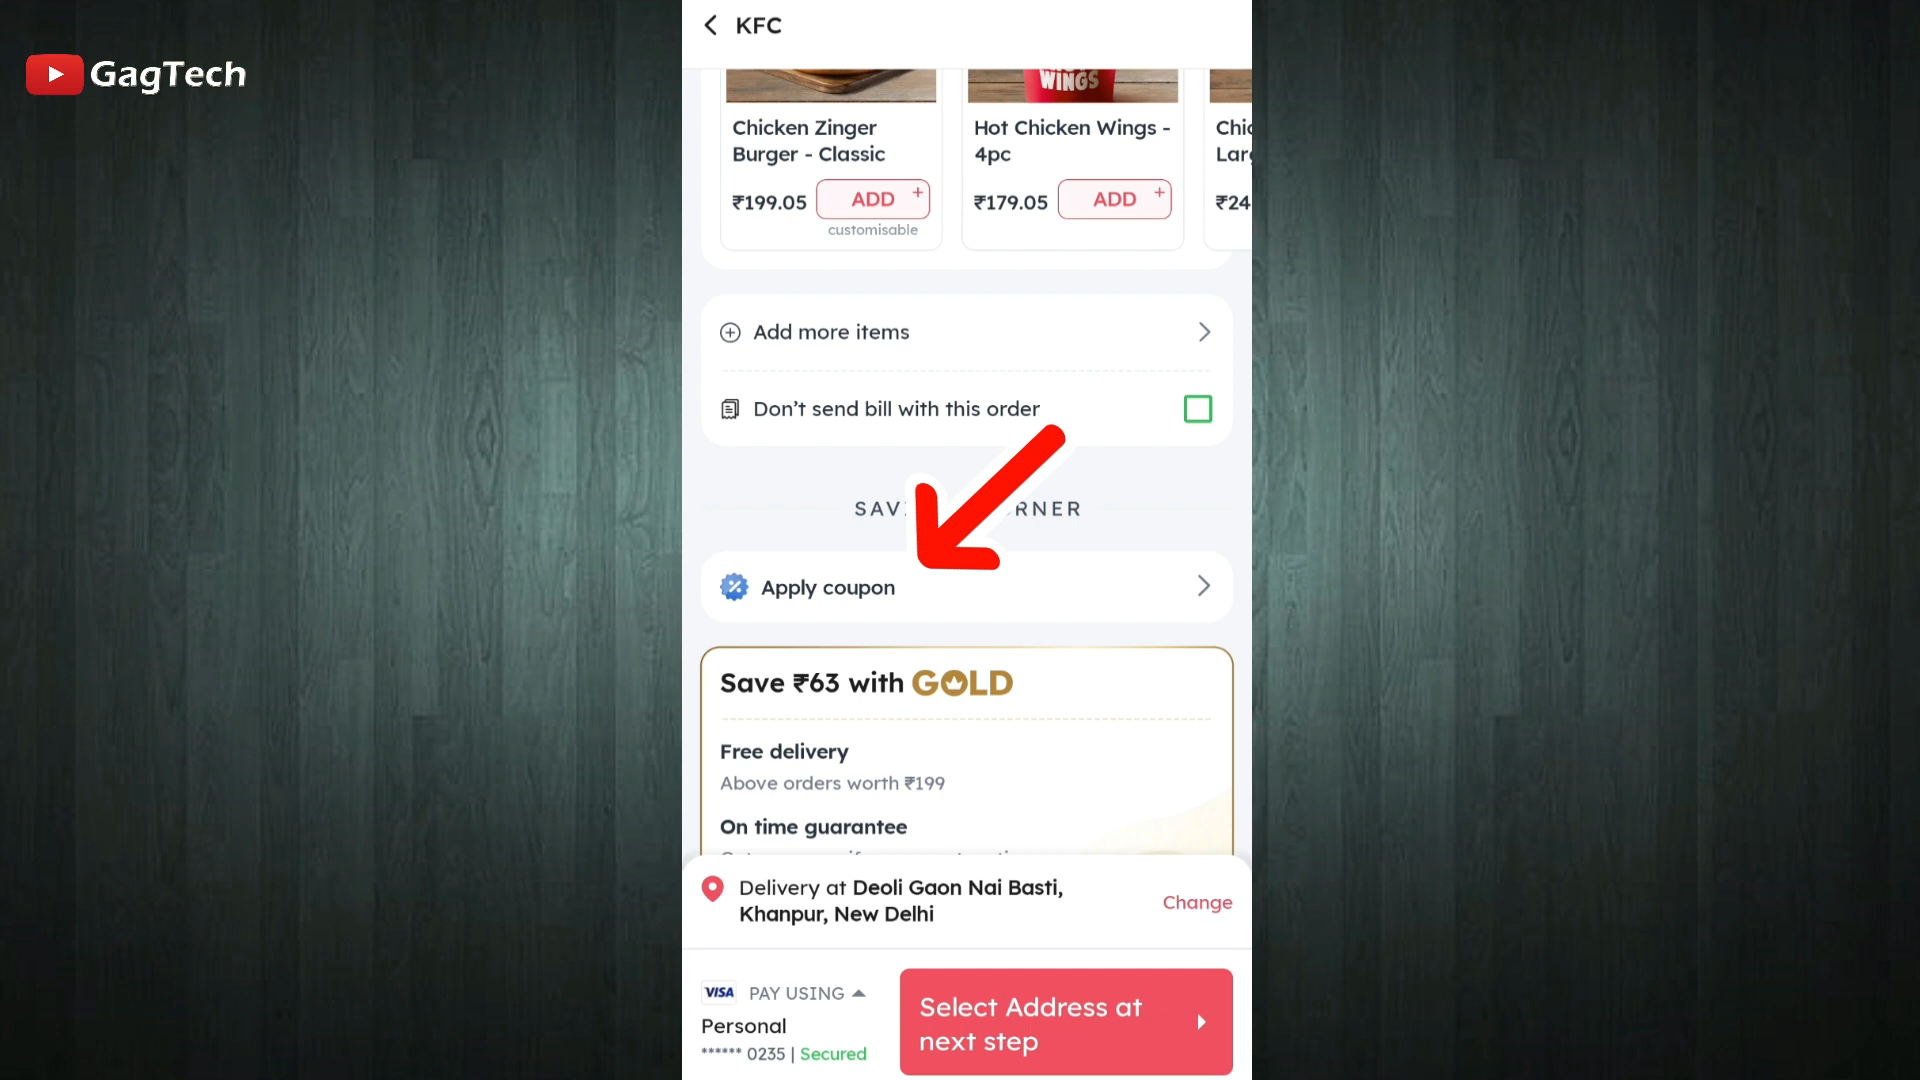 GagTech
KFC
WINGS
Chicken Zinger
Burger - Classic
₹199.05
ADD +
customisable
Hot Chicken Wings -
4pc
₹179.05
ADD +
₹24
Add more items
Don't send bill with this order
Apply coupon
Save ₹63 with GOLD
Free delivery
Above orders worth ₹199
On time guarantee
Delivery at Deoli Gaon Nai Basti,
Khanpur, New Delhi
Change
VISA PAY USING
Personal
****** 0235 | Secured
Select Address at
next step